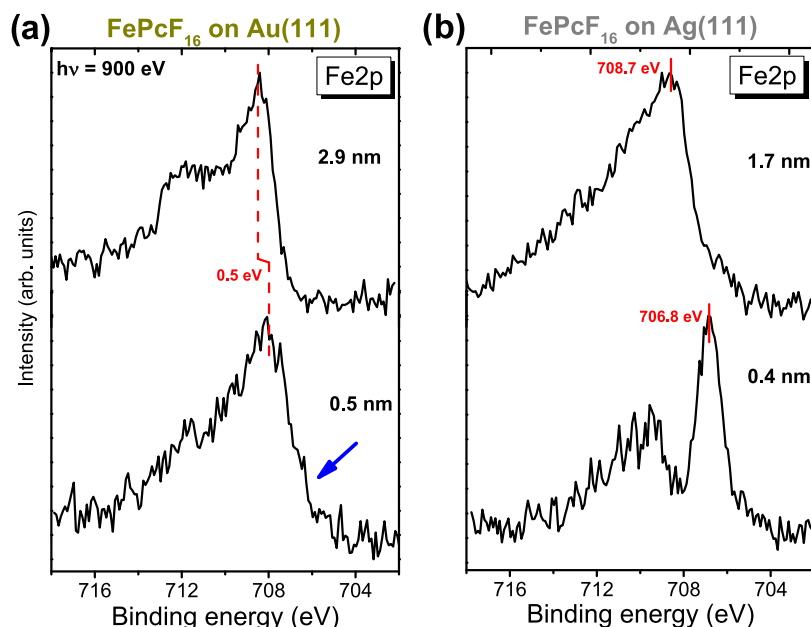 (a) FePcF16 on Au(111)
hν = 900 eV
Fe2p
2.9 nm
0.5 eV
0.5 nm
Intensity (arb. units)
716 712 708 704
Binding energy (eV)
(b) FePcF16 on Ag(111)
708.7 eV
Fe2p
1.7 nm
706.8 eV
0.4 nm
716 712 708 704
Binding energy (eV)